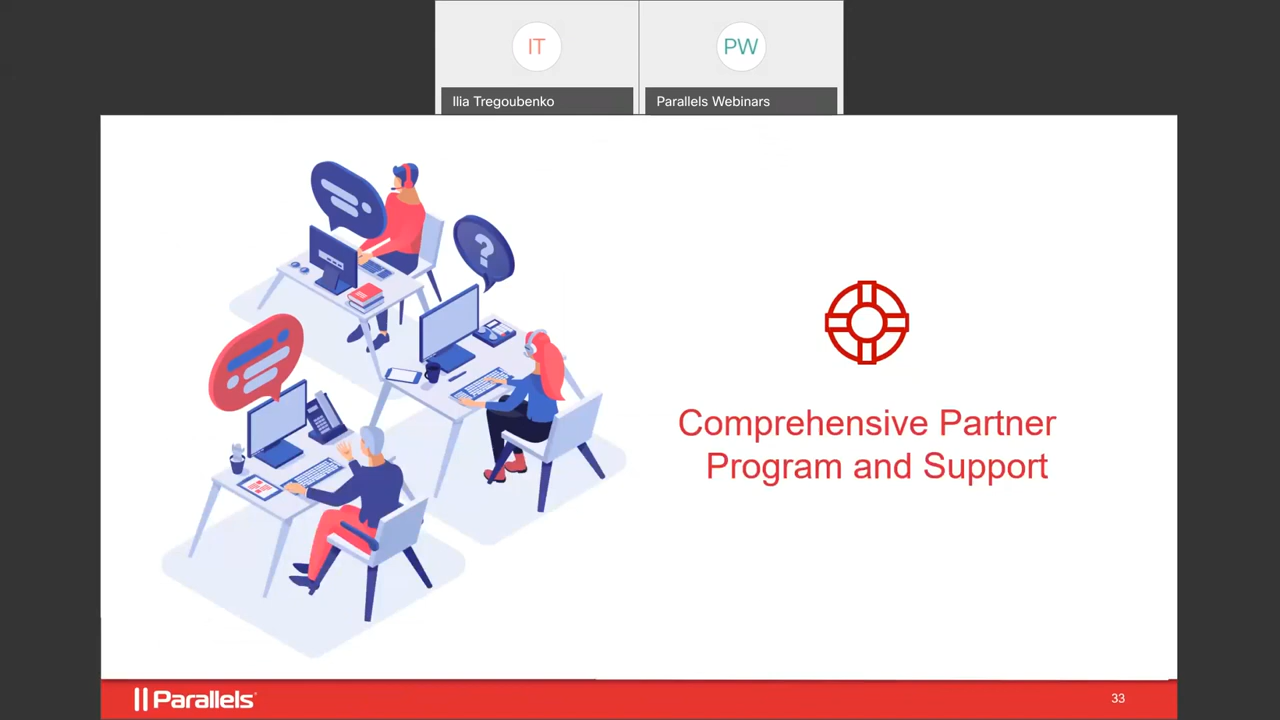 IT
PW
Ilia Tregoubenko
Parallels Webinars
?
Comprehensive Partner
Program and Support
Parallels®
33